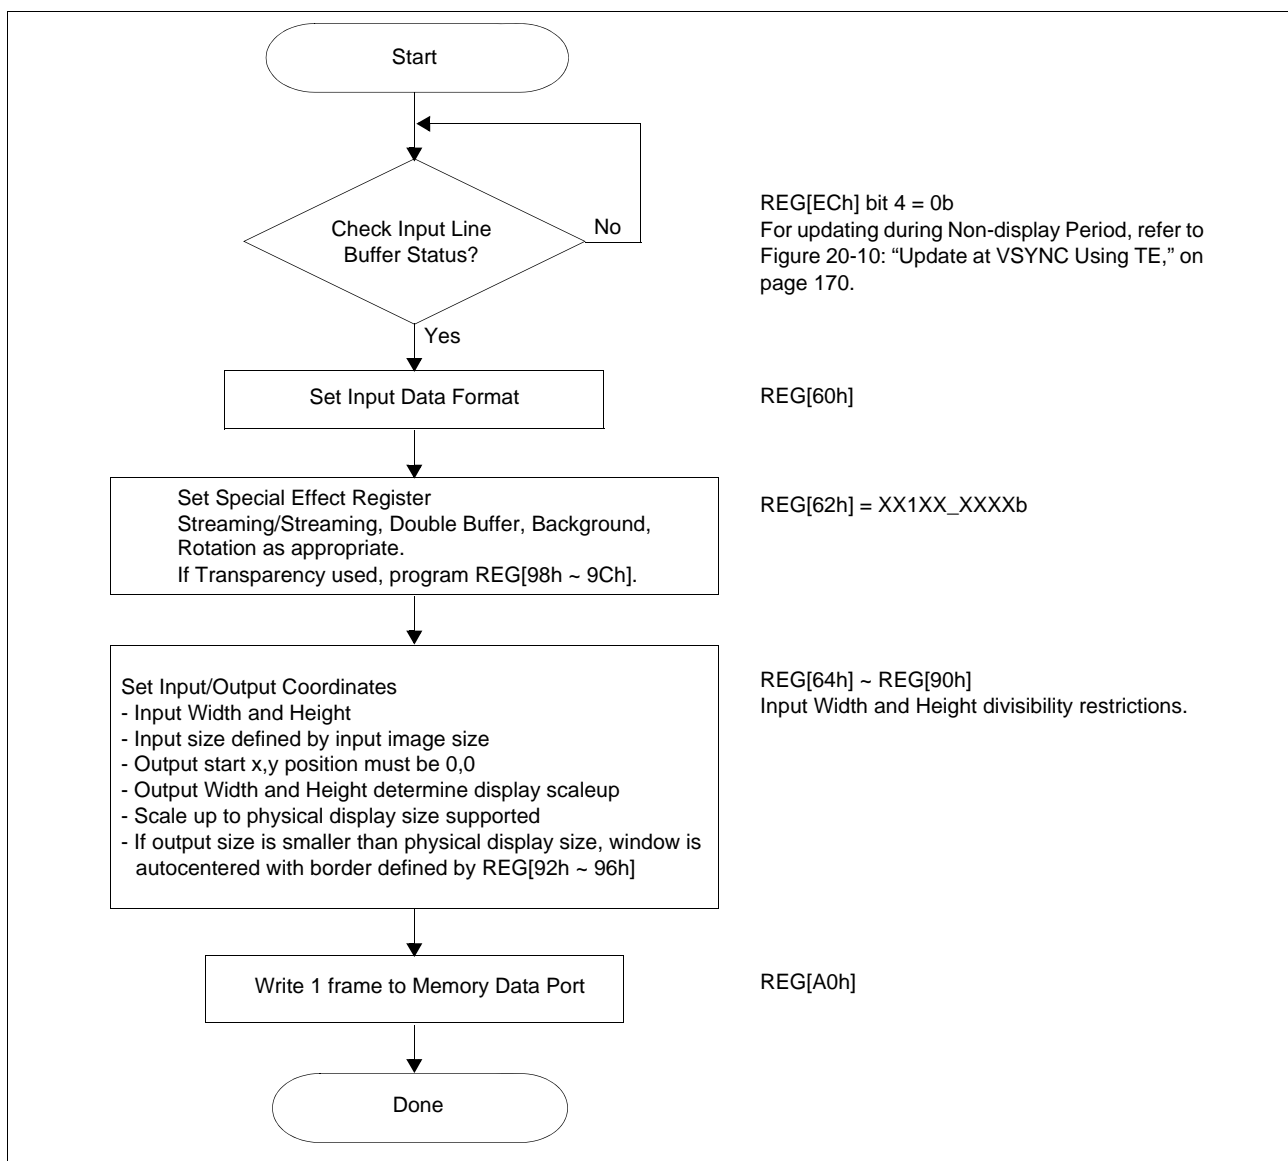 Start
Check Input Line
Buffer Status?
No
REG[ECh] bit 4 = 0b
For updating during Non-display Period, refer to
Figure 20-10: “Update at VSYNC Using TE,” on
page 170.
Yes
Set Input Data Format
REG[60h]
Set Special Effect Register
Streaming/Streaming, Double Buffer, Background,
Rotation as appropriate.
If Transparency used, program REG[98h ~ 9Ch].
REG[62h] = XX1XX_XXXXb
Set Input/Output Coordinates
- Input Width and Height
- Input size defined by input image size
- Output start x,y position must be 0,0
- Output Width and Height determine display scaleup
- Scale up to physical display size supported
- If output size is smaller than physical display size, window is
autocentered with border defined by REG[92h ~ 96h]
REG[64h] ~ REG[90h]
Input Width and Height divisibility restrictions.
Write 1 frame to Memory Data Port
REG[A0h]
Done